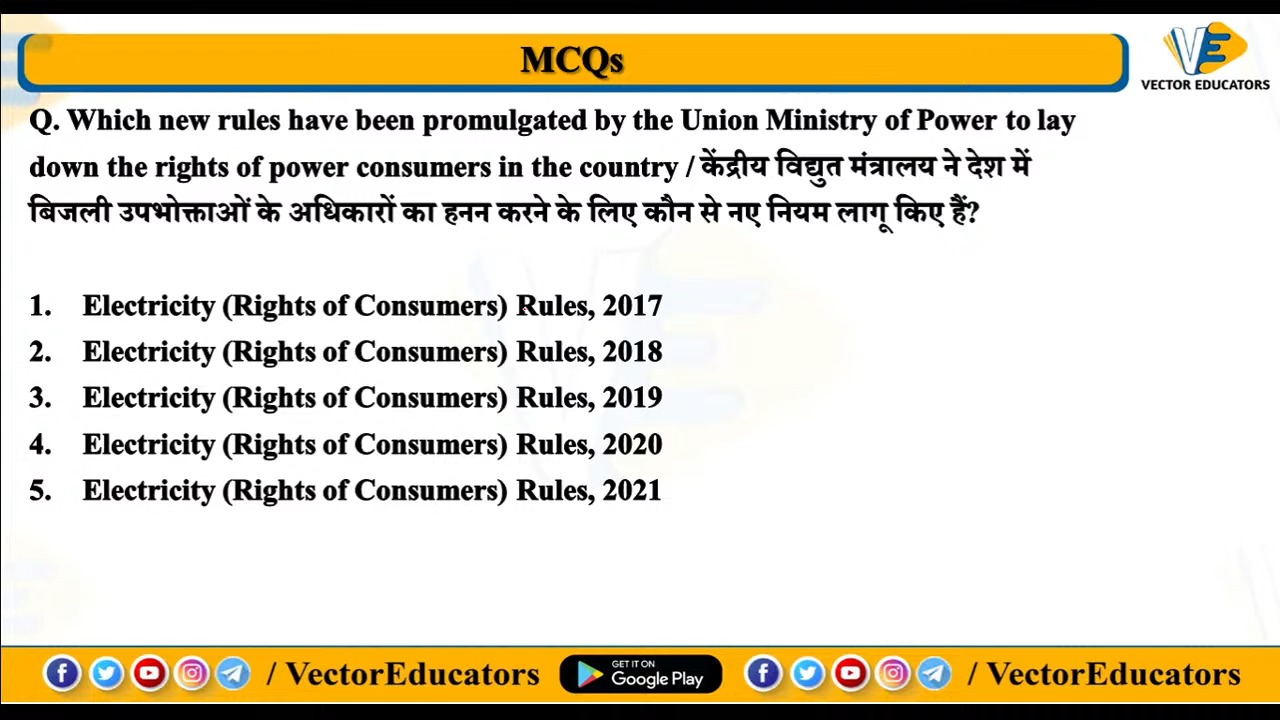 MCQs
VECTOR EDUCATORS
Q. Which new rules have been promulgated by the Union Ministry of Power to lay
down the rights of power consumers in the country / केंद्रीय विद्युत मंत्रालय ने देश में
बिजली उपभोक्ताओं के अधिकारों का हनन करने के लिए कौन से नए नियम लागू किए हैं?
1. Electricity (Rights of Consumers) Rules, 2017
2. Electricity (Rights of Consumers) Rules, 2018
3. Electricity (Rights of Consumers) Rules, 2019
4. Electricity (Rights of Consumers) Rules, 2020
5. Electricity (Rights of Consumers) Rules, 2021
/ VectorEducators GET IT ON Google Play / VectorEducators